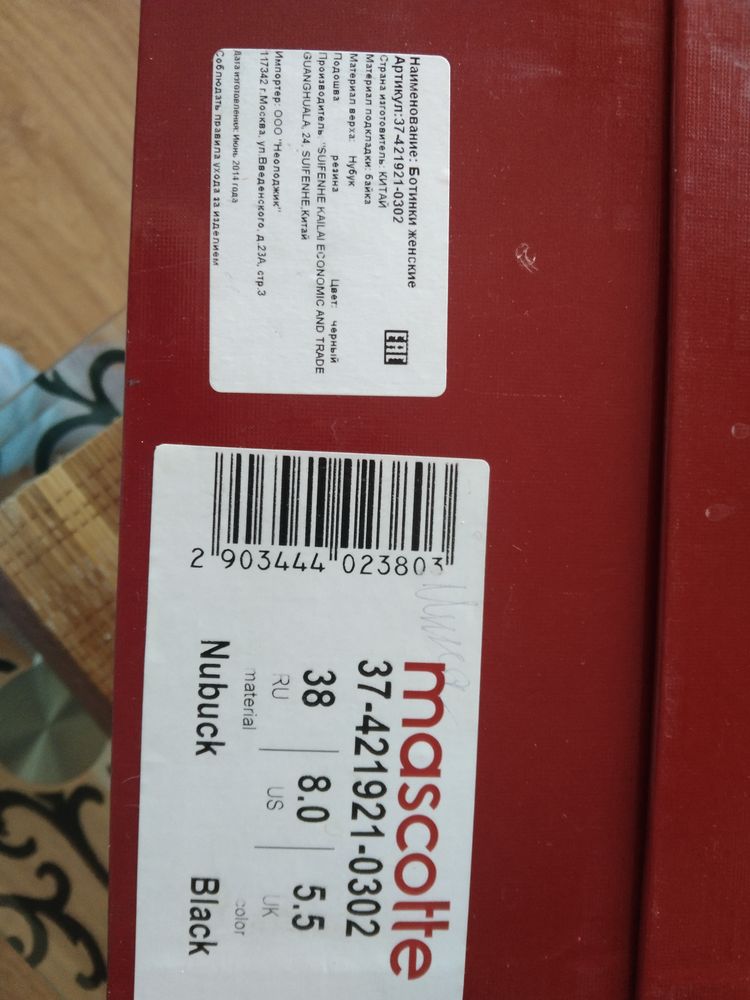 Наименование: Ботинки женские
Артикул:37-421921-0302
Страна изготовитель: КИТАЙ
Материал подкладки: байка
Материал верха: Нубук
Подошва: резина Цвет: черный
Производитель: "SUIFENHE KAILAI ECONOMIC AND TRADE
GUANGHUALA, 24, SUIFENHE,Китай
Импортер: ООО "Неолоджик"
117342 г.Москва, ул.Введенского, д.23А, стр.3
Дата изготовления: Июнь 2014 года
Соблюдать правила ухода за изделием
EAC
2 903444 023803
mascotte
37-421921-0302
38 8.0 5.5
RU US UK
material color
Nubuck Black